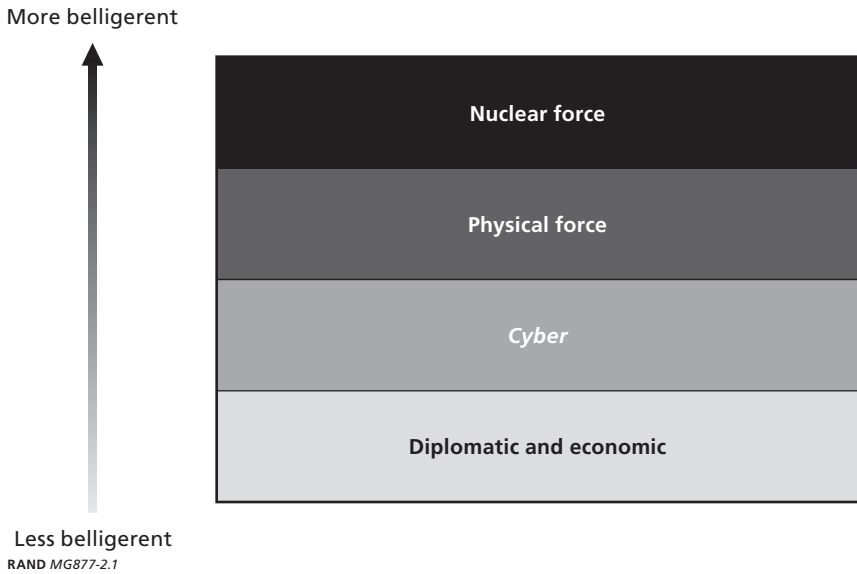 More belligerent
Nuclear force
Physical force
Cyber
Diplomatic and economic
Less belligerent
RAND MG877-2.1